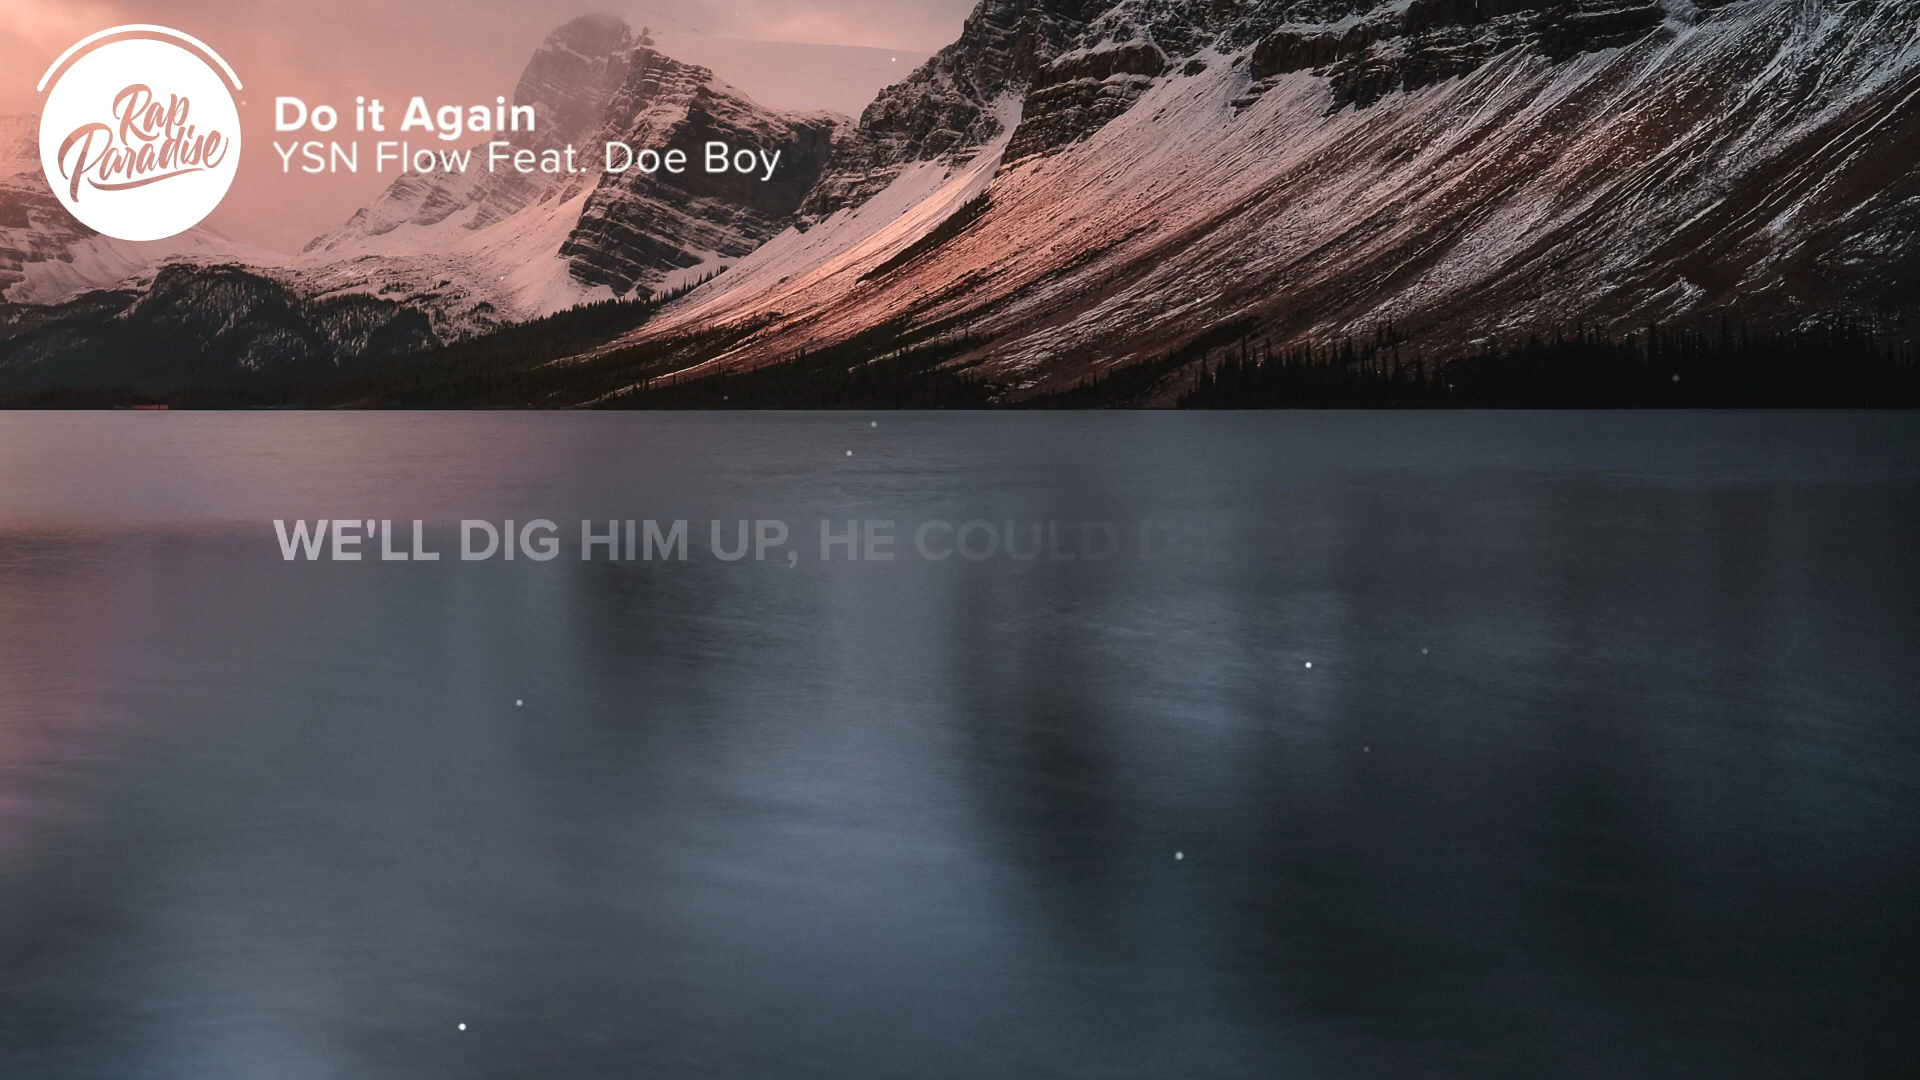 Rap
Paradise
Do it Again
YSN Flow Feat. Doe Boy
WE'LL DIG HIM UP, HE COULD